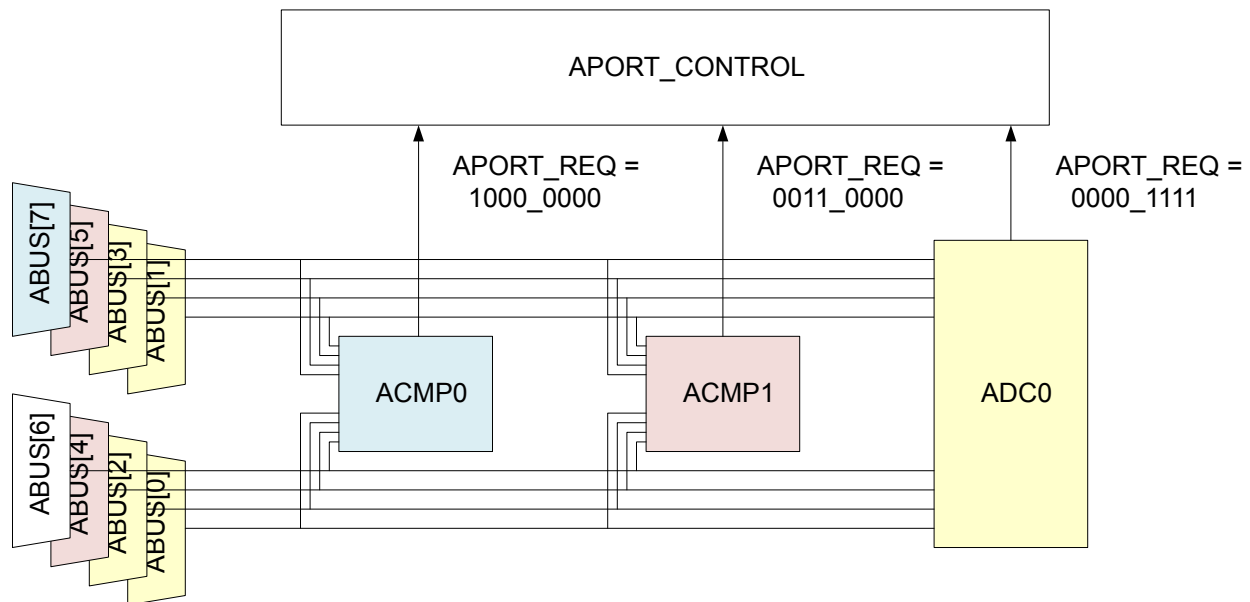 APORT_CONTROL
APORT_REQ =
1000_0000
APORT_REQ =
0011_0000
APORT_REQ =
0000_1111
ABUS[7]
ABUS[5]
ABUS[3]
ABUS[1]
ACMP0
ACMP1
ADC0
ABUS[6]
ABUS[4]
ABUS[2]
ABUS[0]